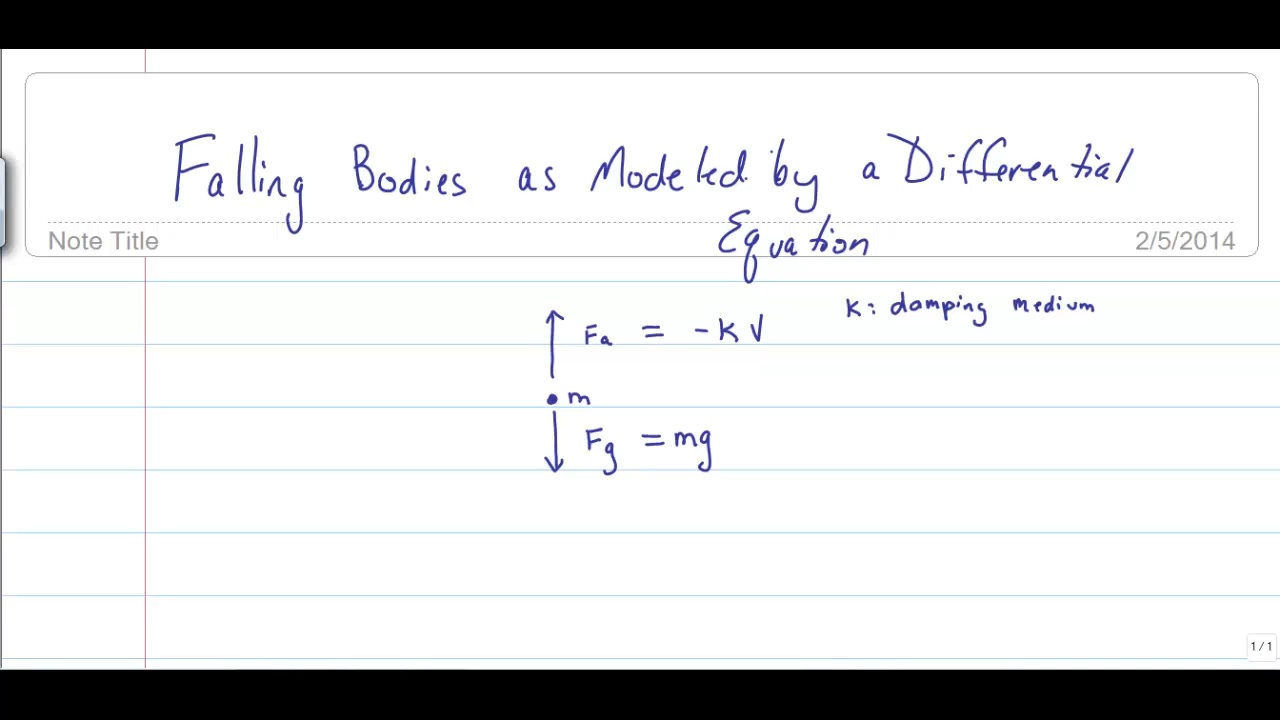 Falling Bodies as Modeled by a Differential
Equation
Note Title
2/5/2014
K: damping medium
Fa = -KV
m
Fg = mg
1/1